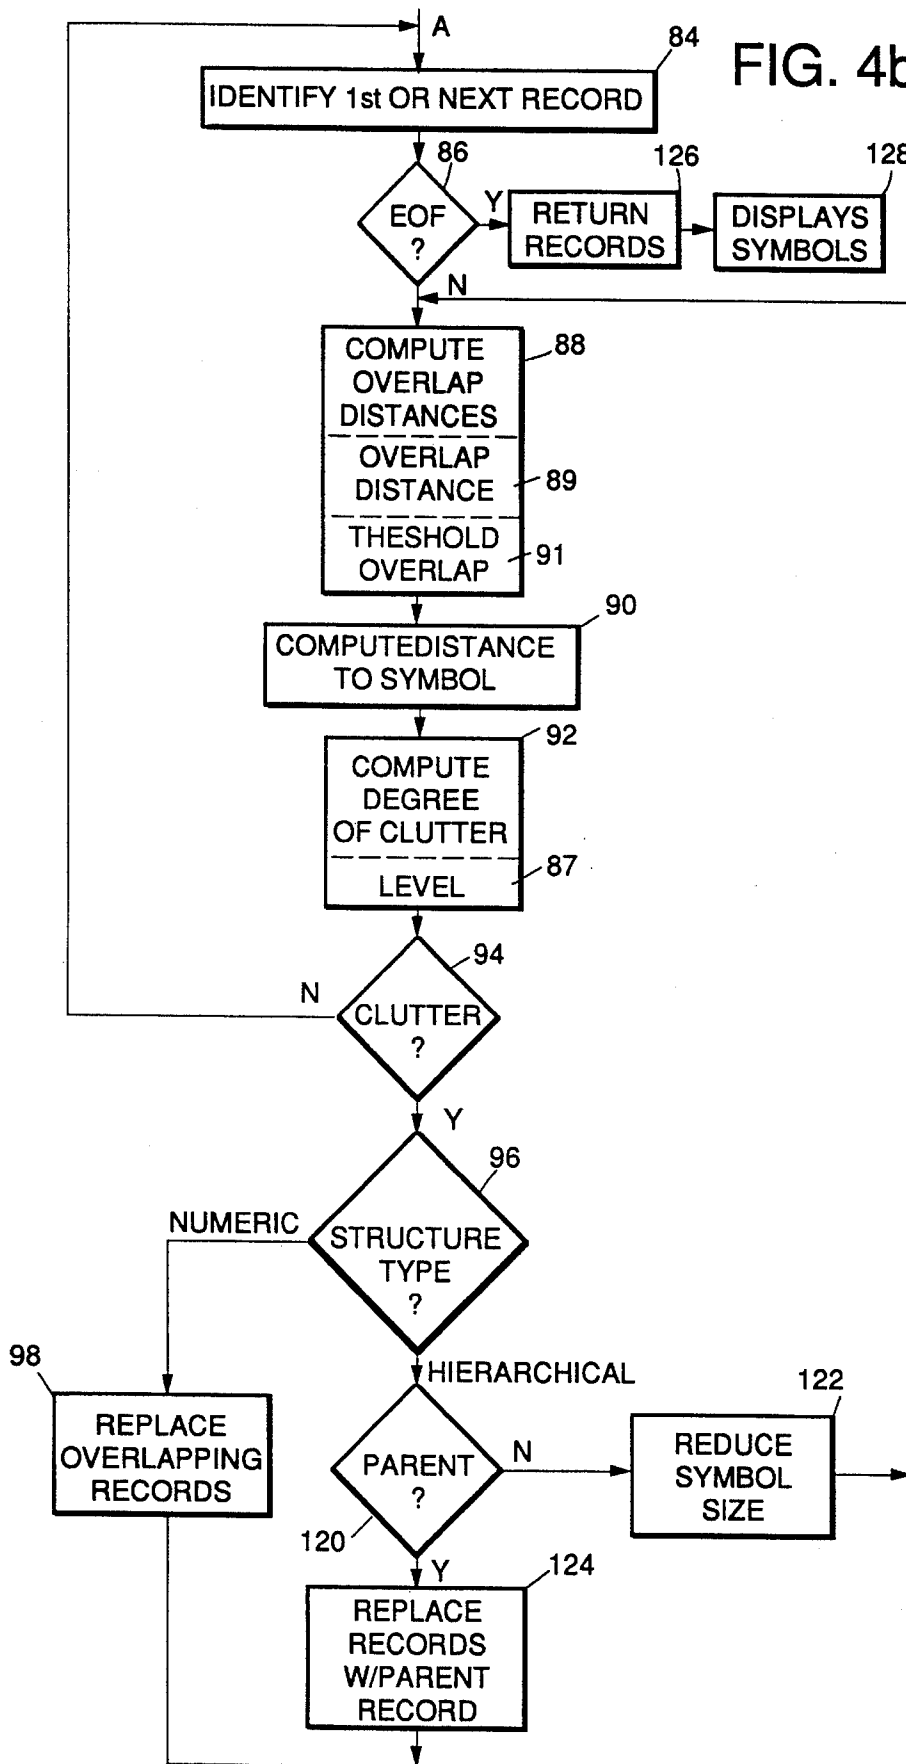 A
84
FIG. 4b
IDENTIFY 1st OR NEXT RECORD
86
126
128
EOF
?
Y
RETURN
RECORDS
DISPLAYS
SYMBOLS
N
88
COMPUTE
OVERLAP
DISTANCES
OVERLAP
DISTANCE
89
THESHOLD
OVERLAP
91
90
COMPUTEDISTANCE
TO SYMBOL
92
COMPUTE
DEGREE
OF CLUTTER
87
LEVEL
94
N
CLUTTER
?
Y
96
NUMERIC
STRUCTURE
TYPE
?
98
HIERARCHICAL
122
REPLACE
OVERLAPPING
RECORDS
PARENT
?
N
REDUCE
SYMBOL
SIZE
120
Y
124
REPLACE
RECORDS
W/PARENT
RECORD